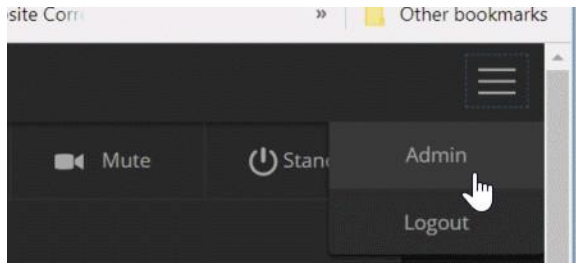 site Corr
» Other bookmarks
Mute
Stan
Admin
Logout